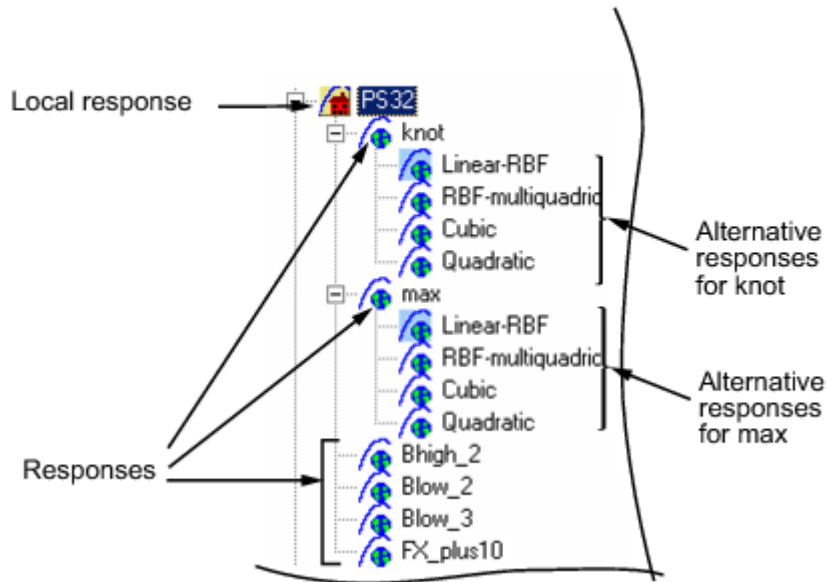 Local response
PS32
knot
Linear-RBF
RBF-multiquadric
Cubic
Quadratic
Alternative
responses
for knot
max
Linear-RBF
RBF-multiquadric
Cubic
Quadratic
Alternative
responses
for max
Responses
Bhigh_2
Blow_2
Blow_3
FX_plus10